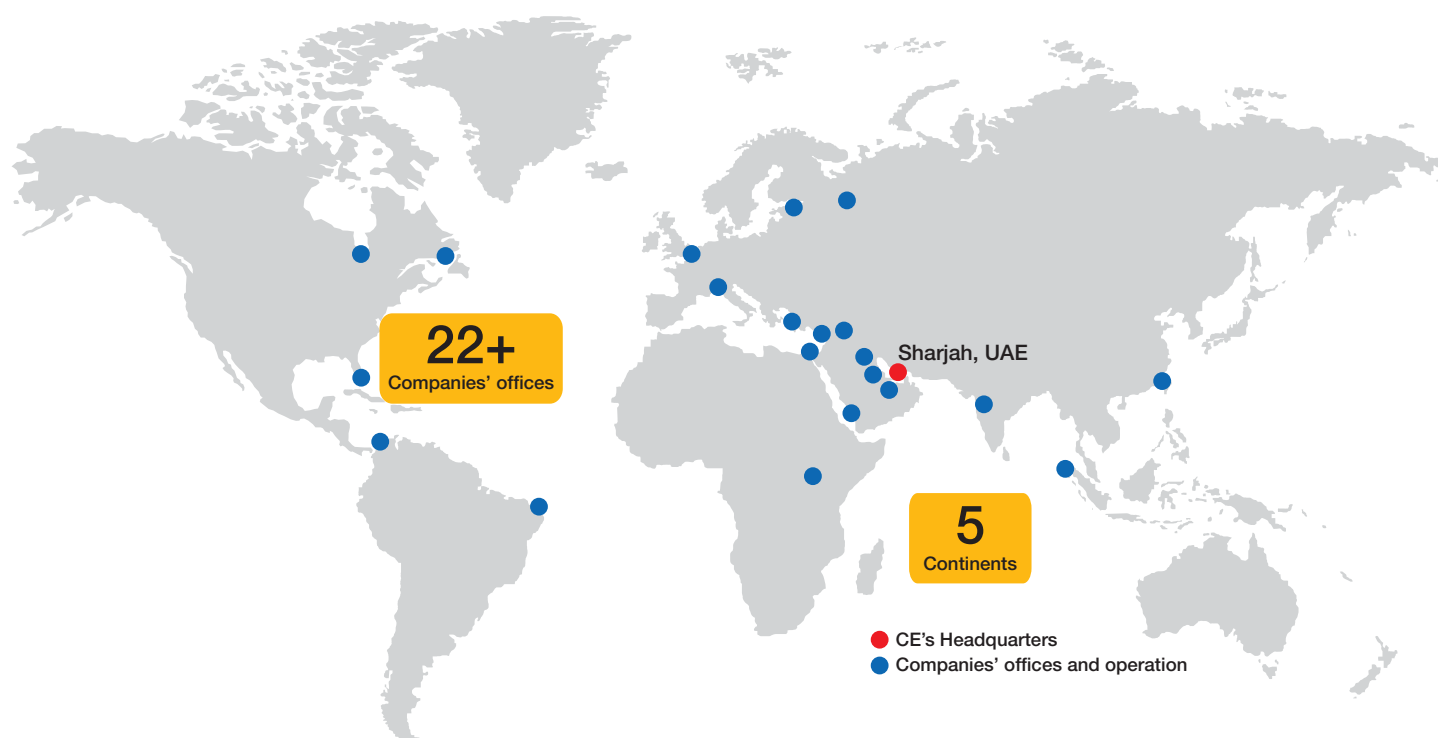 22+
Companies’ offices
Sharjah, UAE
5
Continents
CE’s Headquarters
Companies’ offices and operation